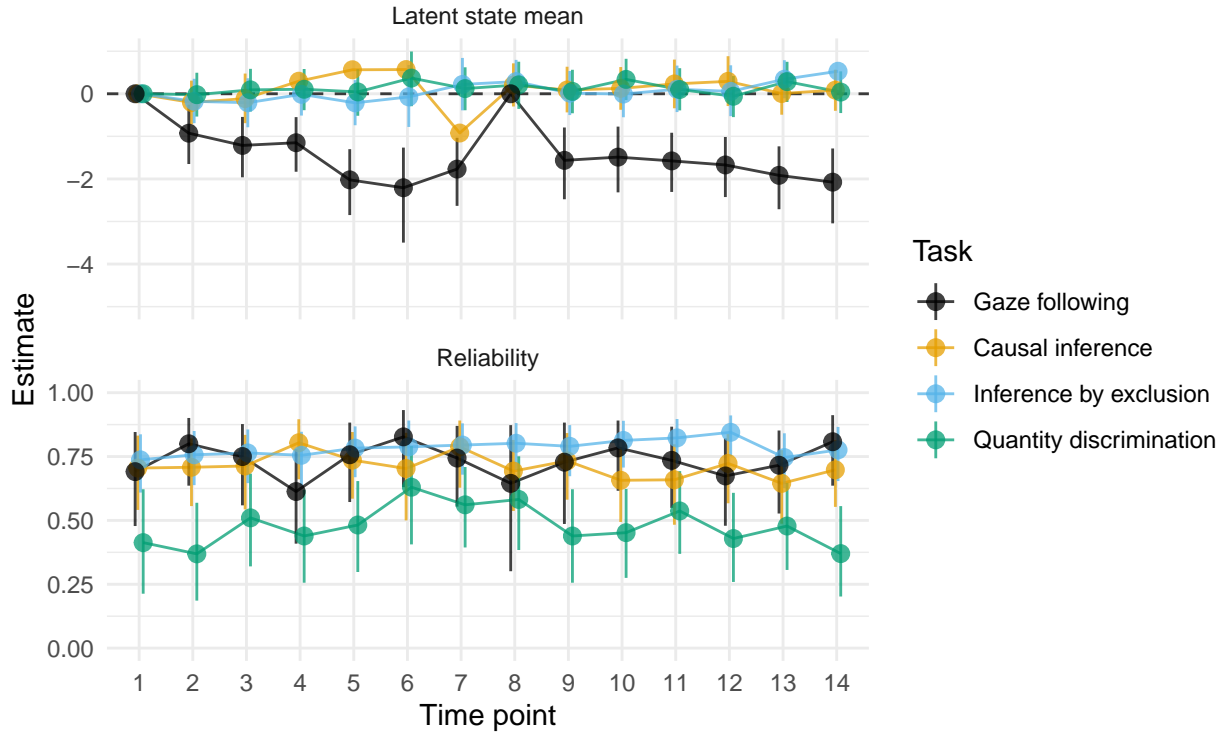 Latent state mean
0
−2
−4
Reliability
1.00
0.75
0.50
0.25
0.00
1 2 3 4 5 6 7 8 9 10 11 12 13 14
Time point
Estimate
Task
Gaze following
Causal inference
Inference by exclusion
Quantity discrimination